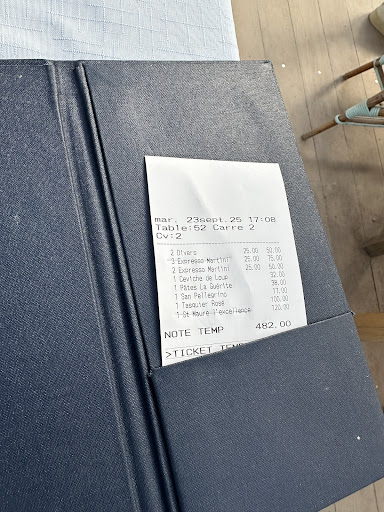 mar. 23sept.25 17:08
Table:52 Carre 2
Cv:2
2 Divers 25.00 50.00
3 Expresso Martini 25.00 75.00
2 Expresso Martini 25.00 50.00
1 Ceviche de Loup 32.00
1 Pâtes La Guérite 38.00
1 San Pellegrino 17.00
1 Tasquier Rosé 100.00
1 St Maure l'excellence 120.00
NOTE TEMP 482.00
>TICKET TEMP